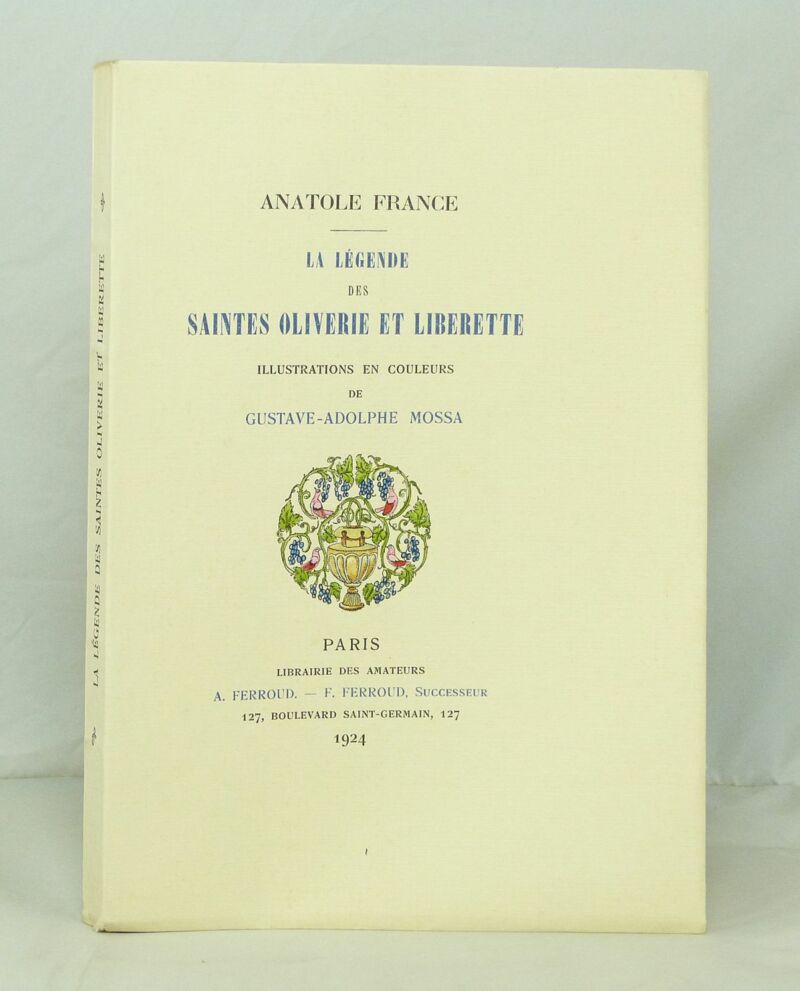 ANATOLE FRANCE
LA LÉGENDE
DES
SAINTES OLIVERIE ET LIBERETTE
ILLUSTRATIONS EN COULEURS
DE
GUSTAVE-ADOLPHE MOSSA
PARIS
LIBRAIRIE DES AMATEURS
A. FERROUD. — F. FERROUD, SUCCESSEUR
127, BOULEVARD SAINT-GERMAIN, 127
1924
LA LÉGENDE DES SAINTES OLIVERIE ET LIBERETTE